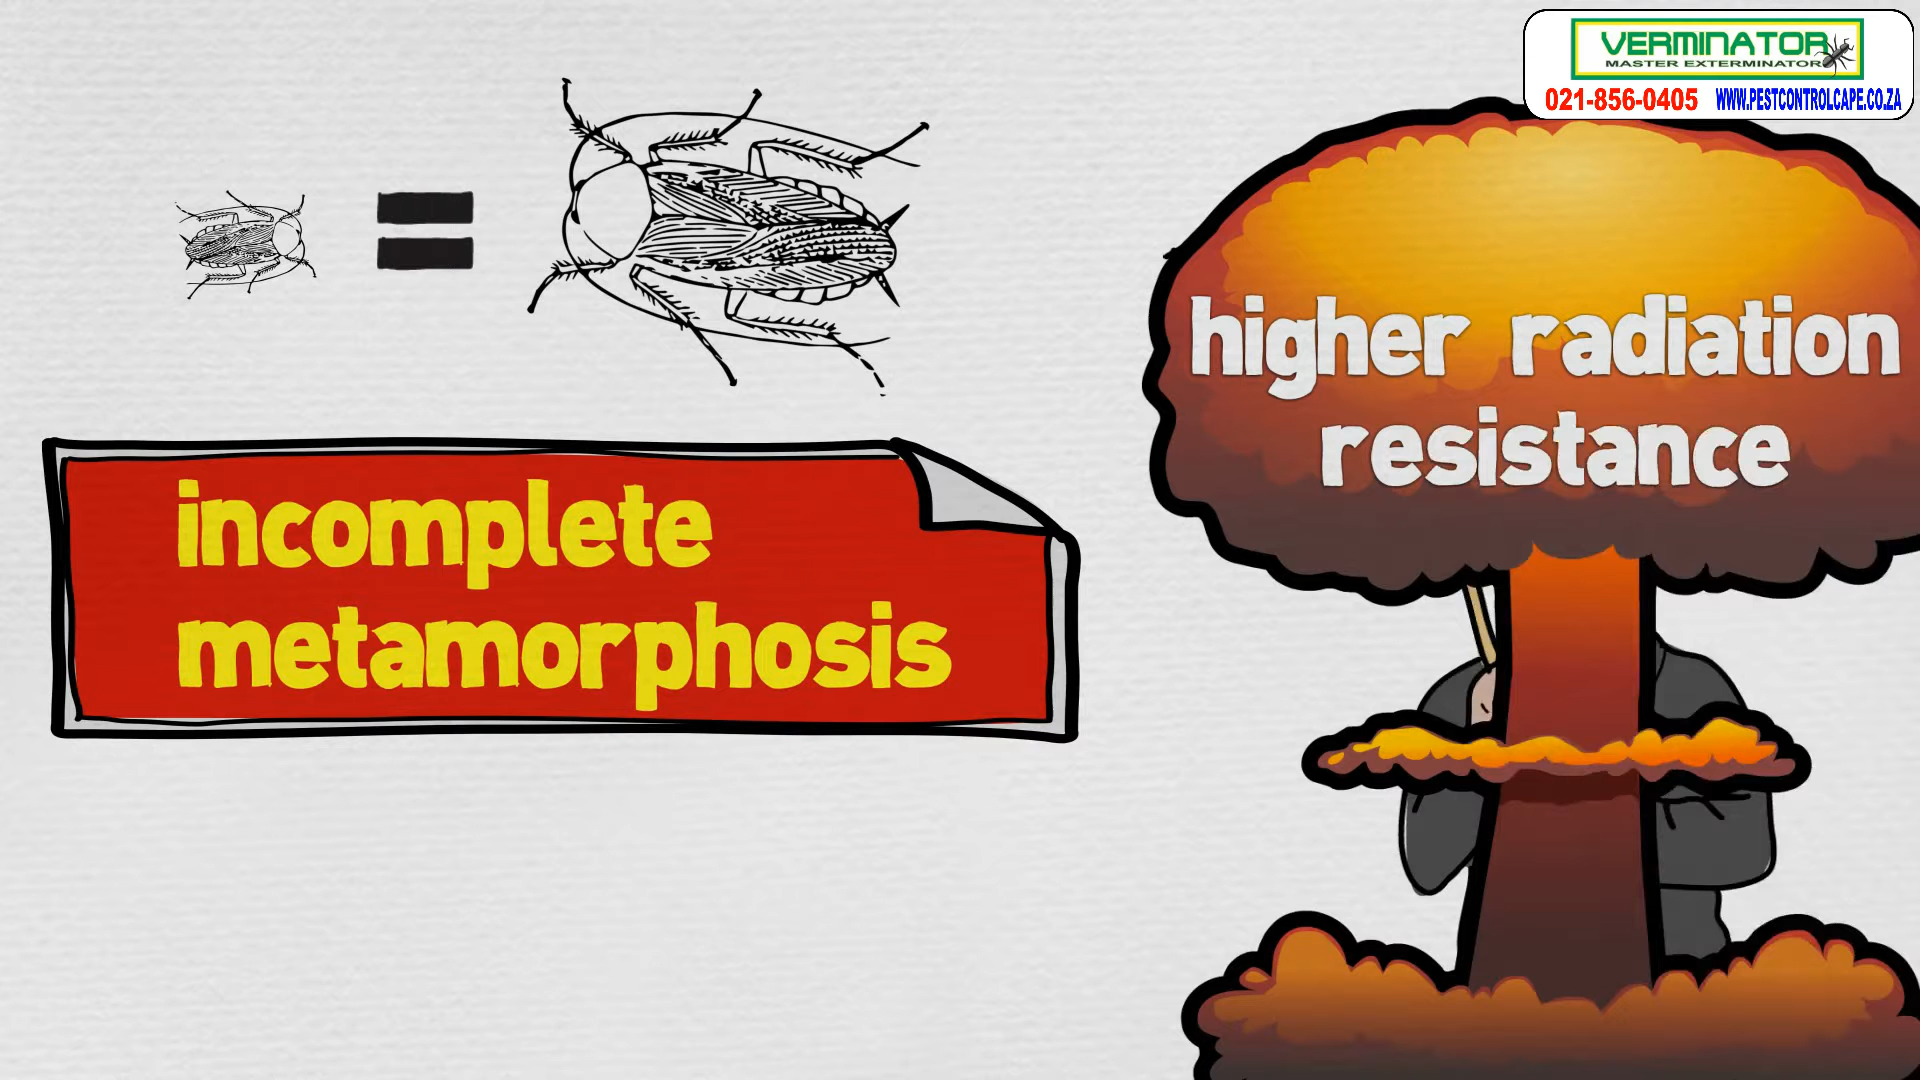 VERMINATOR
MASTER EXTERMINATOR
021-856-0405 WWW.PESTCONTROLCAPE.CO.ZA
higher radiation
resistance
incomplete
metamorphosis